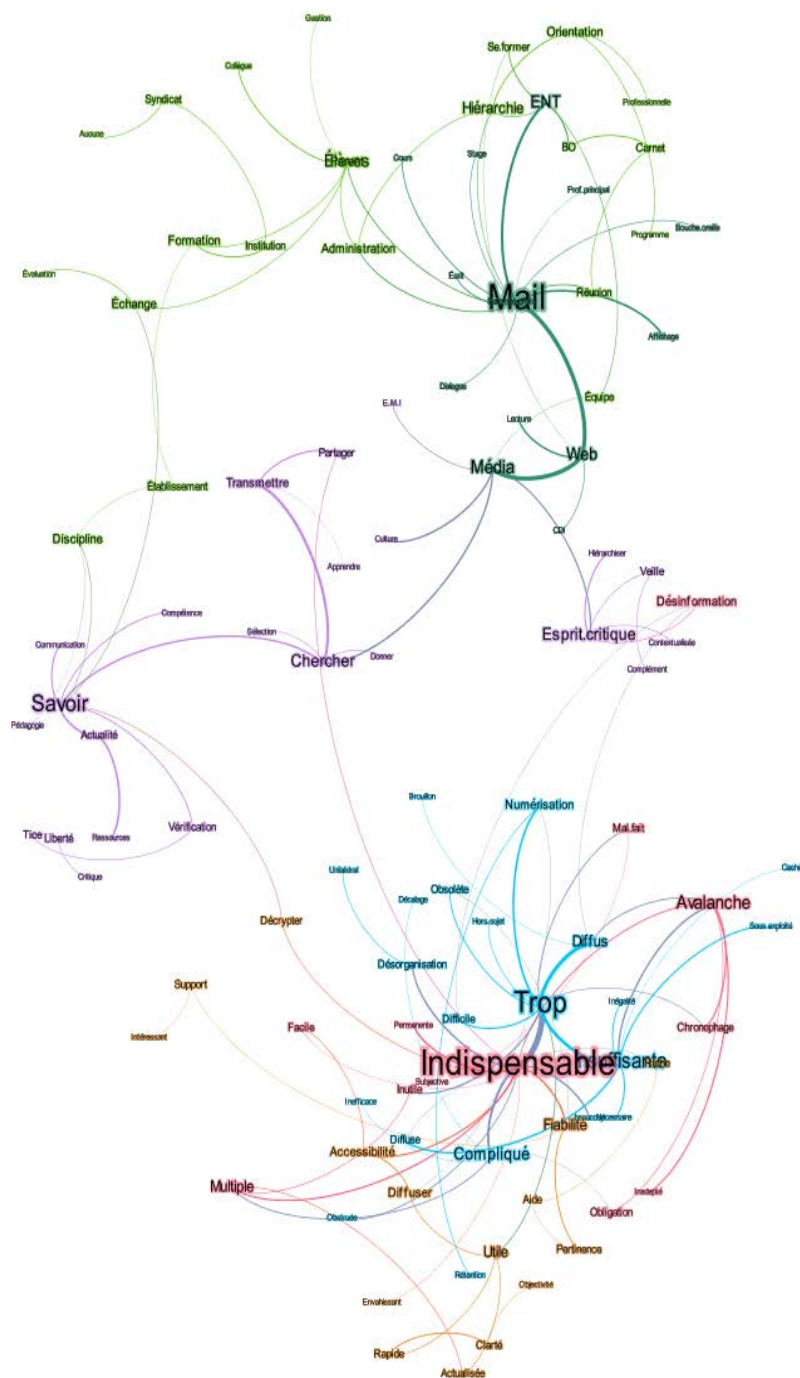 Gestion
Orientation
Se.former
Collègue
Syndicat
ENT
Hiérarchie
Professionnelle
Aucune
BO
Carnet
Cours
Stage
Élèves
Prof.principal
Bouche.oreille
Programme
Formation
Institution
Administration
Évaluation
Écrit
Mail
Réunion
Échange
Affichage
Dialogue
Équipe
E.M.I
Lecture
Partager
Web
Média
Transmettre
Établissement
CDI
Culture
Discipline
Hiérarchiser
Apprendre
Veille
Désinformation
Compétence
Sélection
Esprit.critique
Communication
Contextualisée
Chercher
Donner
Complément
Savoir
Pédagogie
Actualité
Brouillon
Numérisation
Tice
Liberté
Ressources
Vérification
Mal.fait
Critique
Unilatéral
Obsolète
Décalage
Avalanche
Décrypter
Hors.sujet
Sous.exploité
Diffus
Désorganisation
Support
Trop
Inégalité
Facile
Permanente
Difficile
Chronophage
Intéressant
Indispensable
Subjective
Inutile
Inefficace
Fiabilité
Diffuse
Accessibilité
Compliqué
Multiple
Diffuser
Aide
Inadapté
Obligation
Utile
Pertinence
Rétention
Objectivité
Envahissant
Clarté
Rapide
Actualisée